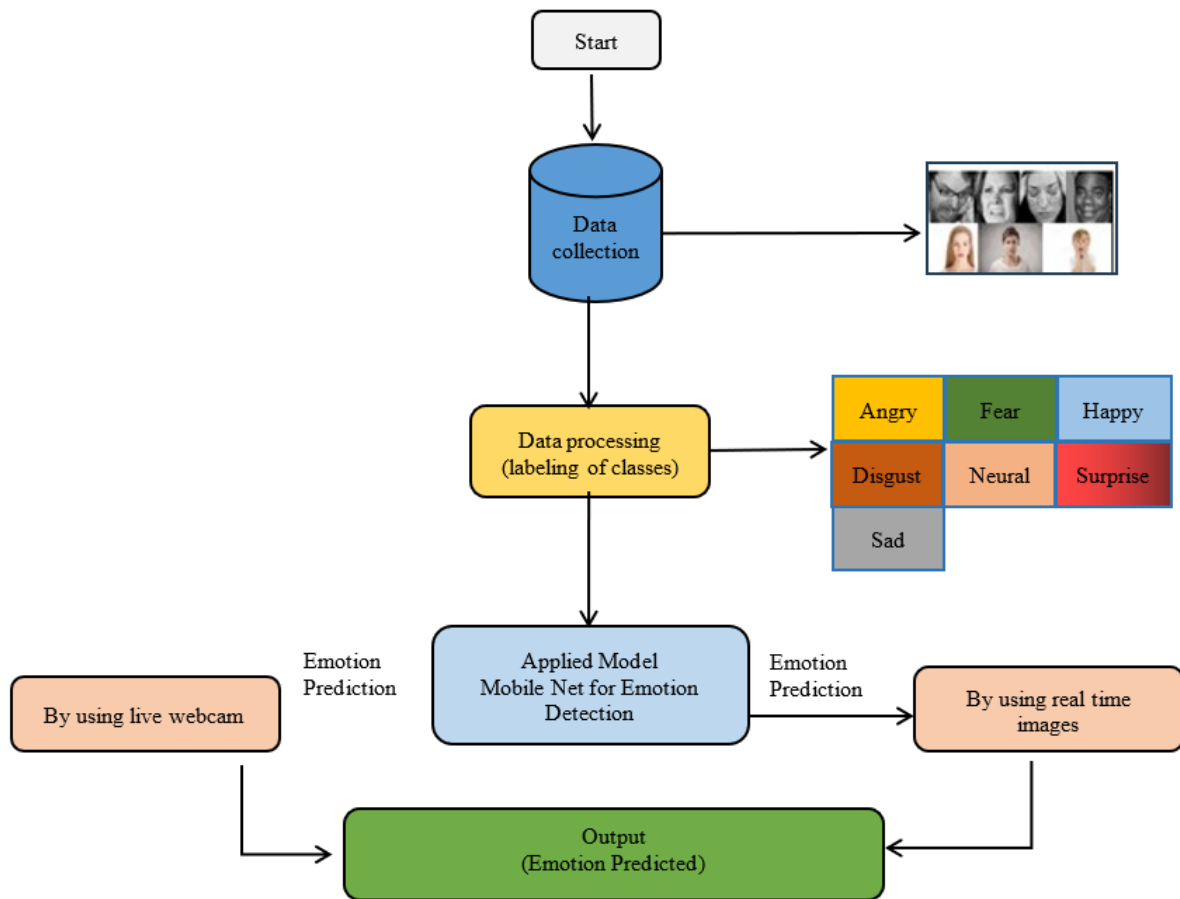 Start
Data
collection
Data processing
(labeling of classes)
Angry
Fear
Happy
Disgust
Neural
Surprise
Sad
Emotion
Prediction
Applied Model
Mobile Net for Emotion
Detection
Emotion
Prediction
By using live webcam
By using real time
images
Output
(Emotion Predicted)